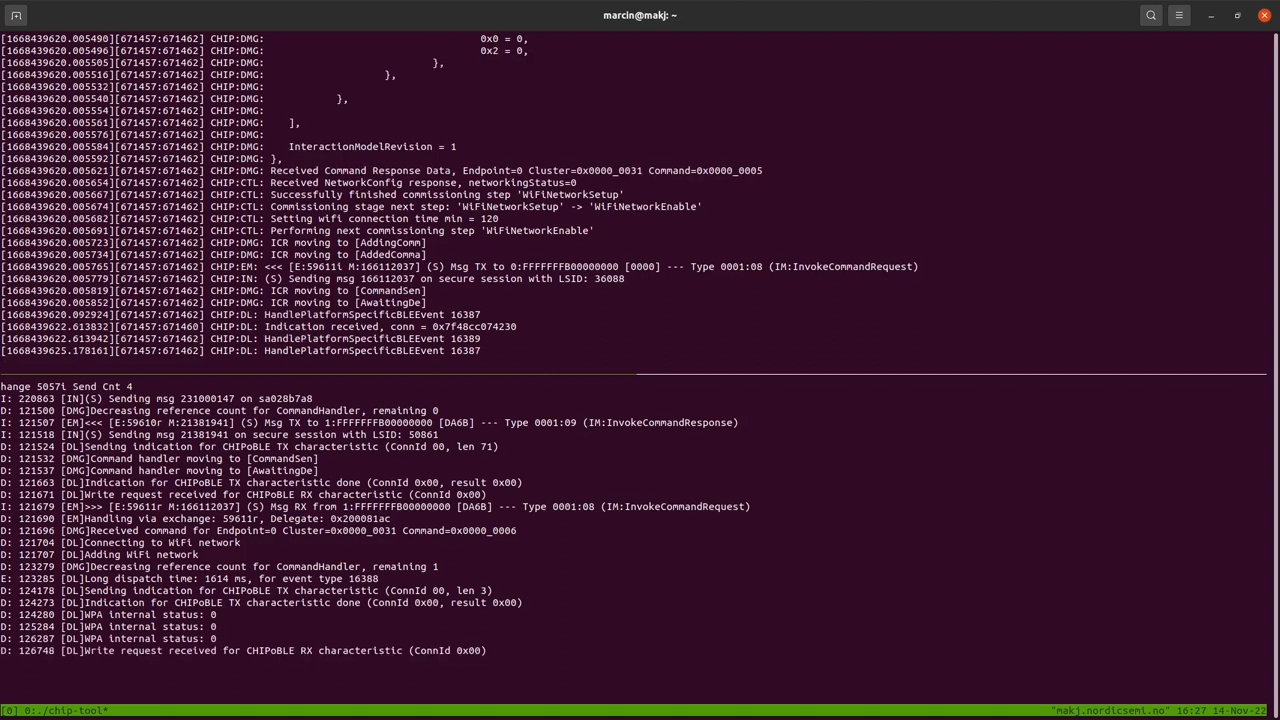 marcin@makj: ~
[1668439620.005490][671457:671462] CHIP:DMG:                                     0x0 = 0,
[1668439620.005496][671457:671462] CHIP:DMG:                                     0x2 = 0,
[1668439620.005505][671457:671462] CHIP:DMG:                             },
[1668439620.005516][671457:671462] CHIP:DMG:                     },
[1668439620.005532][671457:671462] CHIP:DMG:
[1668439620.005540][671457:671462] CHIP:DMG:             },
[1668439620.005554][671457:671462] CHIP:DMG:
[1668439620.005561][671457:671462] CHIP:DMG:     ],
[1668439620.005576][671457:671462] CHIP:DMG:
[1668439620.005584][671457:671462] CHIP:DMG:     InteractionModelRevision = 1
[1668439620.005592][671457:671462] CHIP:DMG:  },
[1668439620.005621][671457:671462] CHIP:DMG: Received Command Response Data, Endpoint=0 Cluster=0x0000_0031 Command=0x0000_0005
[1668439620.005654][671457:671462] CHIP:CTL: Received NetworkConfig response, networkingStatus=0
[1668439620.005667][671457:671462] CHIP:CTL: Successfully finished commissioning step 'WiFiNetworkSetup'
[1668439620.005674][671457:671462] CHIP:CTL: Commissioning stage next step: 'WiFiNetworkSetup' -> 'WiFiNetworkEnable'
[1668439620.005682][671457:671462] CHIP:CTL: Setting wifi connection time min = 120
[1668439620.005691][671457:671462] CHIP:CTL: Performing next commissioning step 'WiFiNetworkEnable'
[1668439620.005723][671457:671462] CHIP:DMG: ICR moving to [AddingComm]
[1668439620.005734][671457:671462] CHIP:DMG: ICR moving to [AddedComma]
[1668439620.005765][671457:671462] CHIP:EM: <<< [E:59611i M:166112037] (S) Msg TX to 0:FFFFFFFB00000000 [0000] --- Type 0001:08 (IM:InvokeCommandRequest)
[1668439620.005779][671457:671462] CHIP:IN: (S) Sending msg 166112037 on secure session with LSID: 36088
[1668439620.005819][671457:671462] CHIP:DMG: ICR moving to [CommandSen]
[1668439620.005852][671457:671462] CHIP:DMG: ICR moving to [AwaitingDe]
[1668439620.092924][671457:671462] CHIP:DL: HandlePlatformSpecificBLEEvent 16387
[1668439622.613832][671457:671460] CHIP:DL: Indication received, conn = 0x7f48cc074230
[1668439622.613942][671457:671462] CHIP:DL: HandlePlatformSpecificBLEEvent 16389
[1668439625.178161][671457:671462] CHIP:DL: HandlePlatformSpecificBLEEvent 16387
hange 5057i Send Cnt 4
I: 220863 [IN](S) Sending msg 231000147 on sa028b7a8
D: 121500 [DMG]Decreasing reference count for CommandHandler, remaining 0
I: 121507 [EM]<<< [E:59610r M:21381941] (S) Msg TX to 1:FFFFFFFB00000000 [DA6B] --- Type 0001:09 (IM:InvokeCommandResponse)
I: 121518 [IN](S) Sending msg 21381941 on secure session with LSID: 50861
D: 121524 [DL]Sending indication for CHIPoBLE TX characteristic (ConnId 00, len 71)
D: 121532 [DMG]Command handler moving to [CommandSen]
D: 121537 [DMG]Command handler moving to [AwaitingDe]
D: 121663 [DL]Indication for CHIPoBLE TX characteristic done (ConnId 0x00, result 0x00)
D: 121671 [DL]Write request received for CHIPoBLE RX characteristic (ConnId 0x00)
I: 121679 [EM]>>> [E:59611r M:166112037] (S) Msg RX from 1:FFFFFFFB00000000 [DA6B] --- Type 0001:08 (IM:InvokeCommandRequest)
D: 121690 [EM]Handling via exchange: 59611r, Delegate: 0x200081ac
D: 121696 [DMG]Received command for Endpoint=0 Cluster=0x0000_0031 Command=0x0000_0006
D: 121704 [DL]Connecting to WiFi network
D: 121707 [DL]Adding WiFi network
D: 123279 [DMG]Decreasing reference count for CommandHandler, remaining 1
E: 123285 [DL]Long dispatch time: 1614 ms, for event type 16388
D: 124178 [DL]Sending indication for CHIPoBLE TX characteristic (ConnId 00, len 3)
D: 124273 [DL]Indication for CHIPoBLE TX characteristic done (ConnId 0x00, result 0x00)
D: 124280 [DL]WPA internal status: 0
D: 125284 [DL]WPA internal status: 0
D: 126287 [DL]WPA internal status: 0
D: 126748 [DL]Write request received for CHIPoBLE RX characteristic (ConnId 0x00)
[0] 0:./chip-tool* "makj.nordicsemi.no" 16:27 14-Nov-22